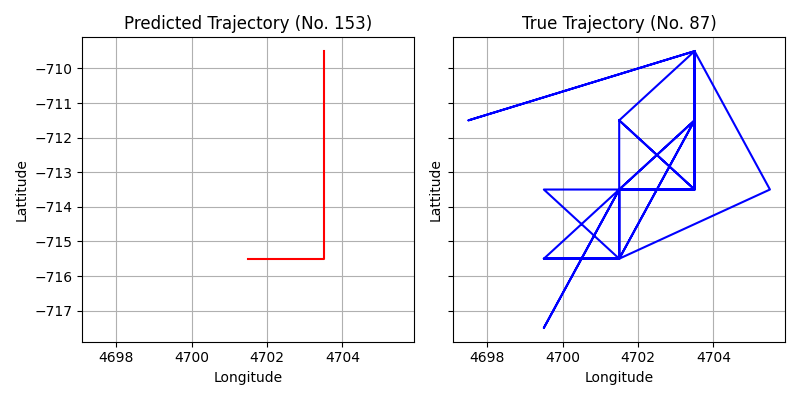 Predicted Trajectory (No. 153)
True Trajectory (No. 87)
−710
−711
−712
−713
−714
−715
−716
−717
Lattitude
Lattitude
4698 4700 4702 4704
4698 4700 4702 4704
Longitude
Longitude